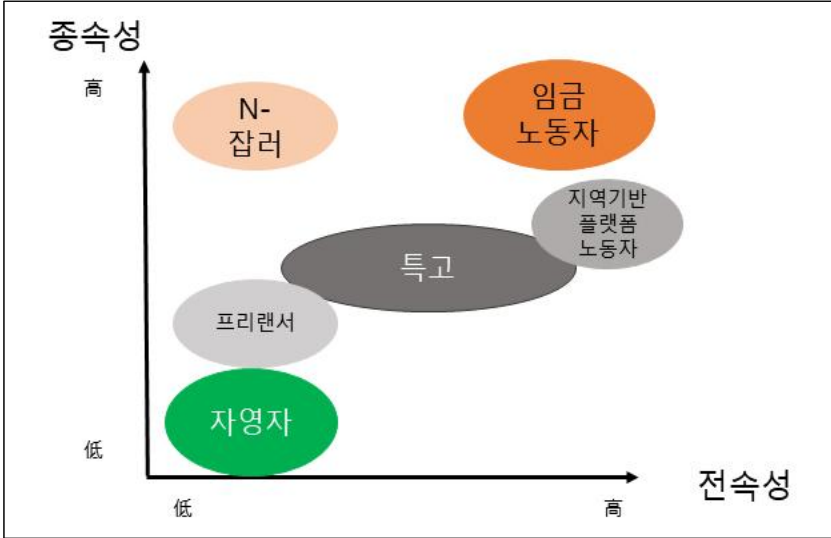 종속성
高
N-
잡러
임금
노동자
지역기반
플랫폼
노동자
특고
프리랜서
자영자
低
低
高
전속성